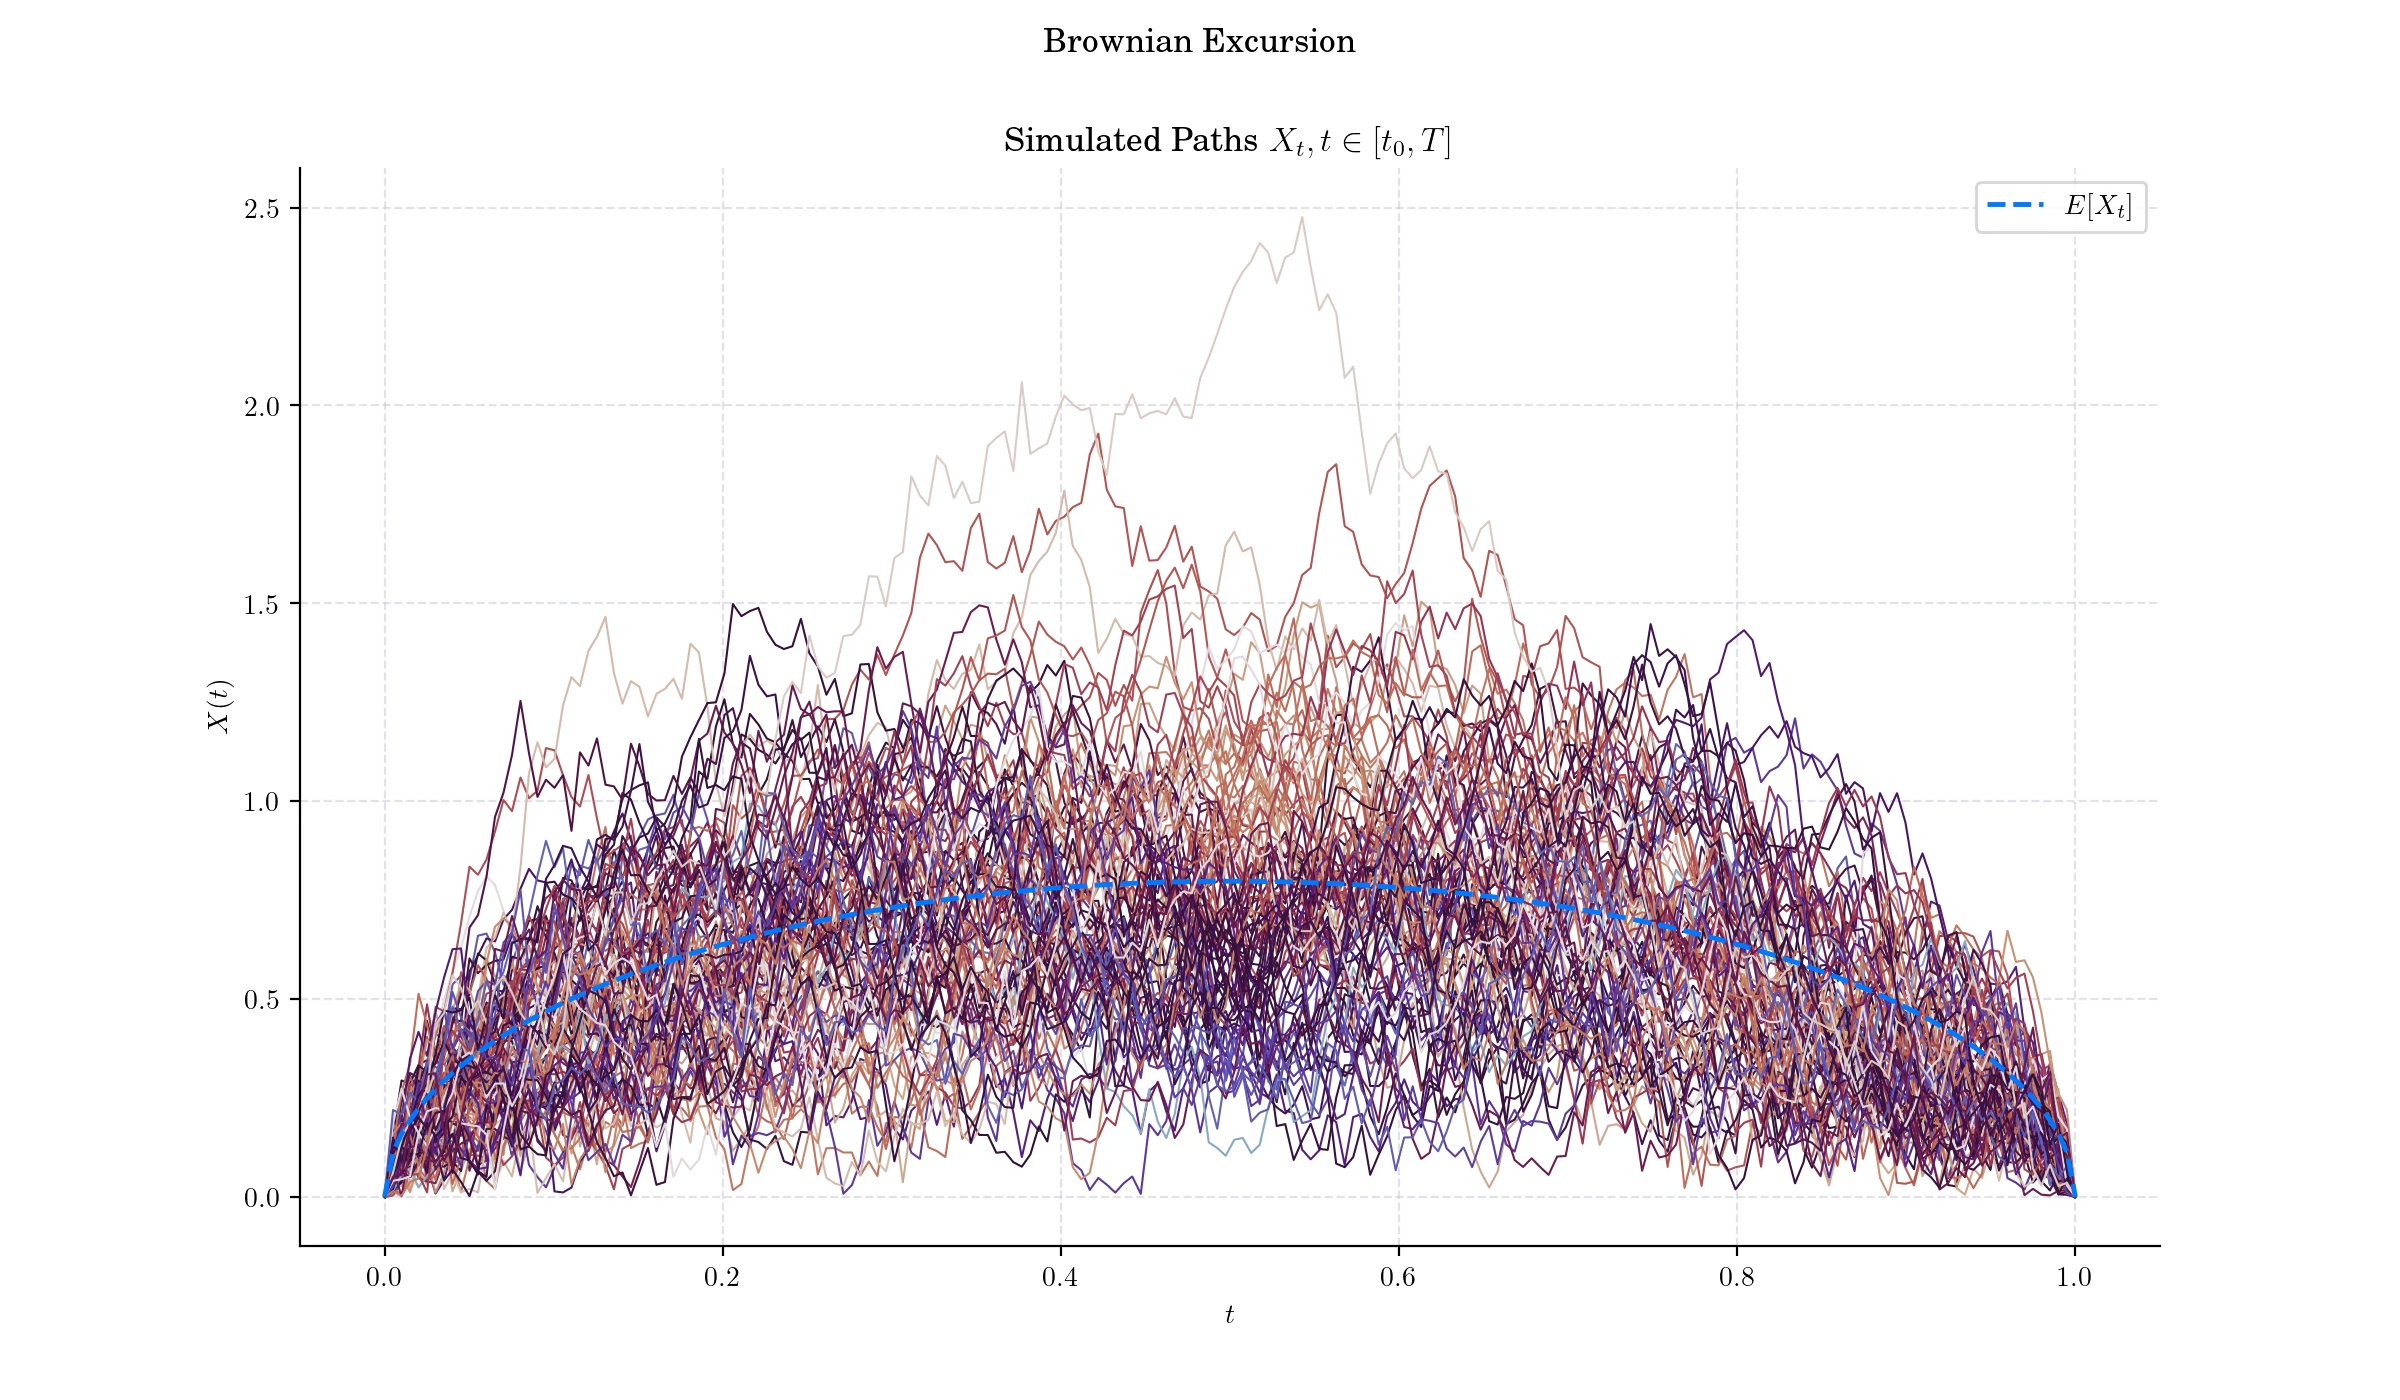 Brownian Excursion
Simulated Paths $X_t, t \in [t_0, T]$
$E[X_t]$
2.5
2.0
1.5
1.0
0.5
0.0
$X(t)$
0.0 0.2 0.4 0.6 0.8 1.0
$t$